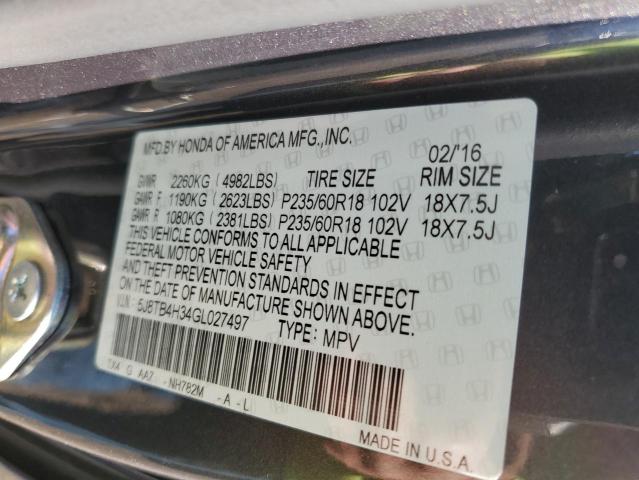 MFD.BY HONDA OF AMERICA MFG.,INC. 02/'16
GVWR 2260KG (4982LBS) TIRE SIZE RIM SIZE
GAWR F 1190KG (2623LBS) P235/60R18 102V 18X7.5J
GAWR R 1080KG (2381LBS) P235/60R18 102V 18X7.5J
THIS VEHICLE CONFORMS TO ALL APPLICABLE
FEDERAL MOTOR VEHICLE SAFETY
AND THEFT PREVENTION STANDARDS IN EFFECT
ON THE DATE OF MANUFACTURE SHOWN ABOVE.
V.I.N: 5J8TB4H34GL027497 TYPE: MPV
TX4 G AA7 -NH782M -A-L
MADE IN U.S.A.